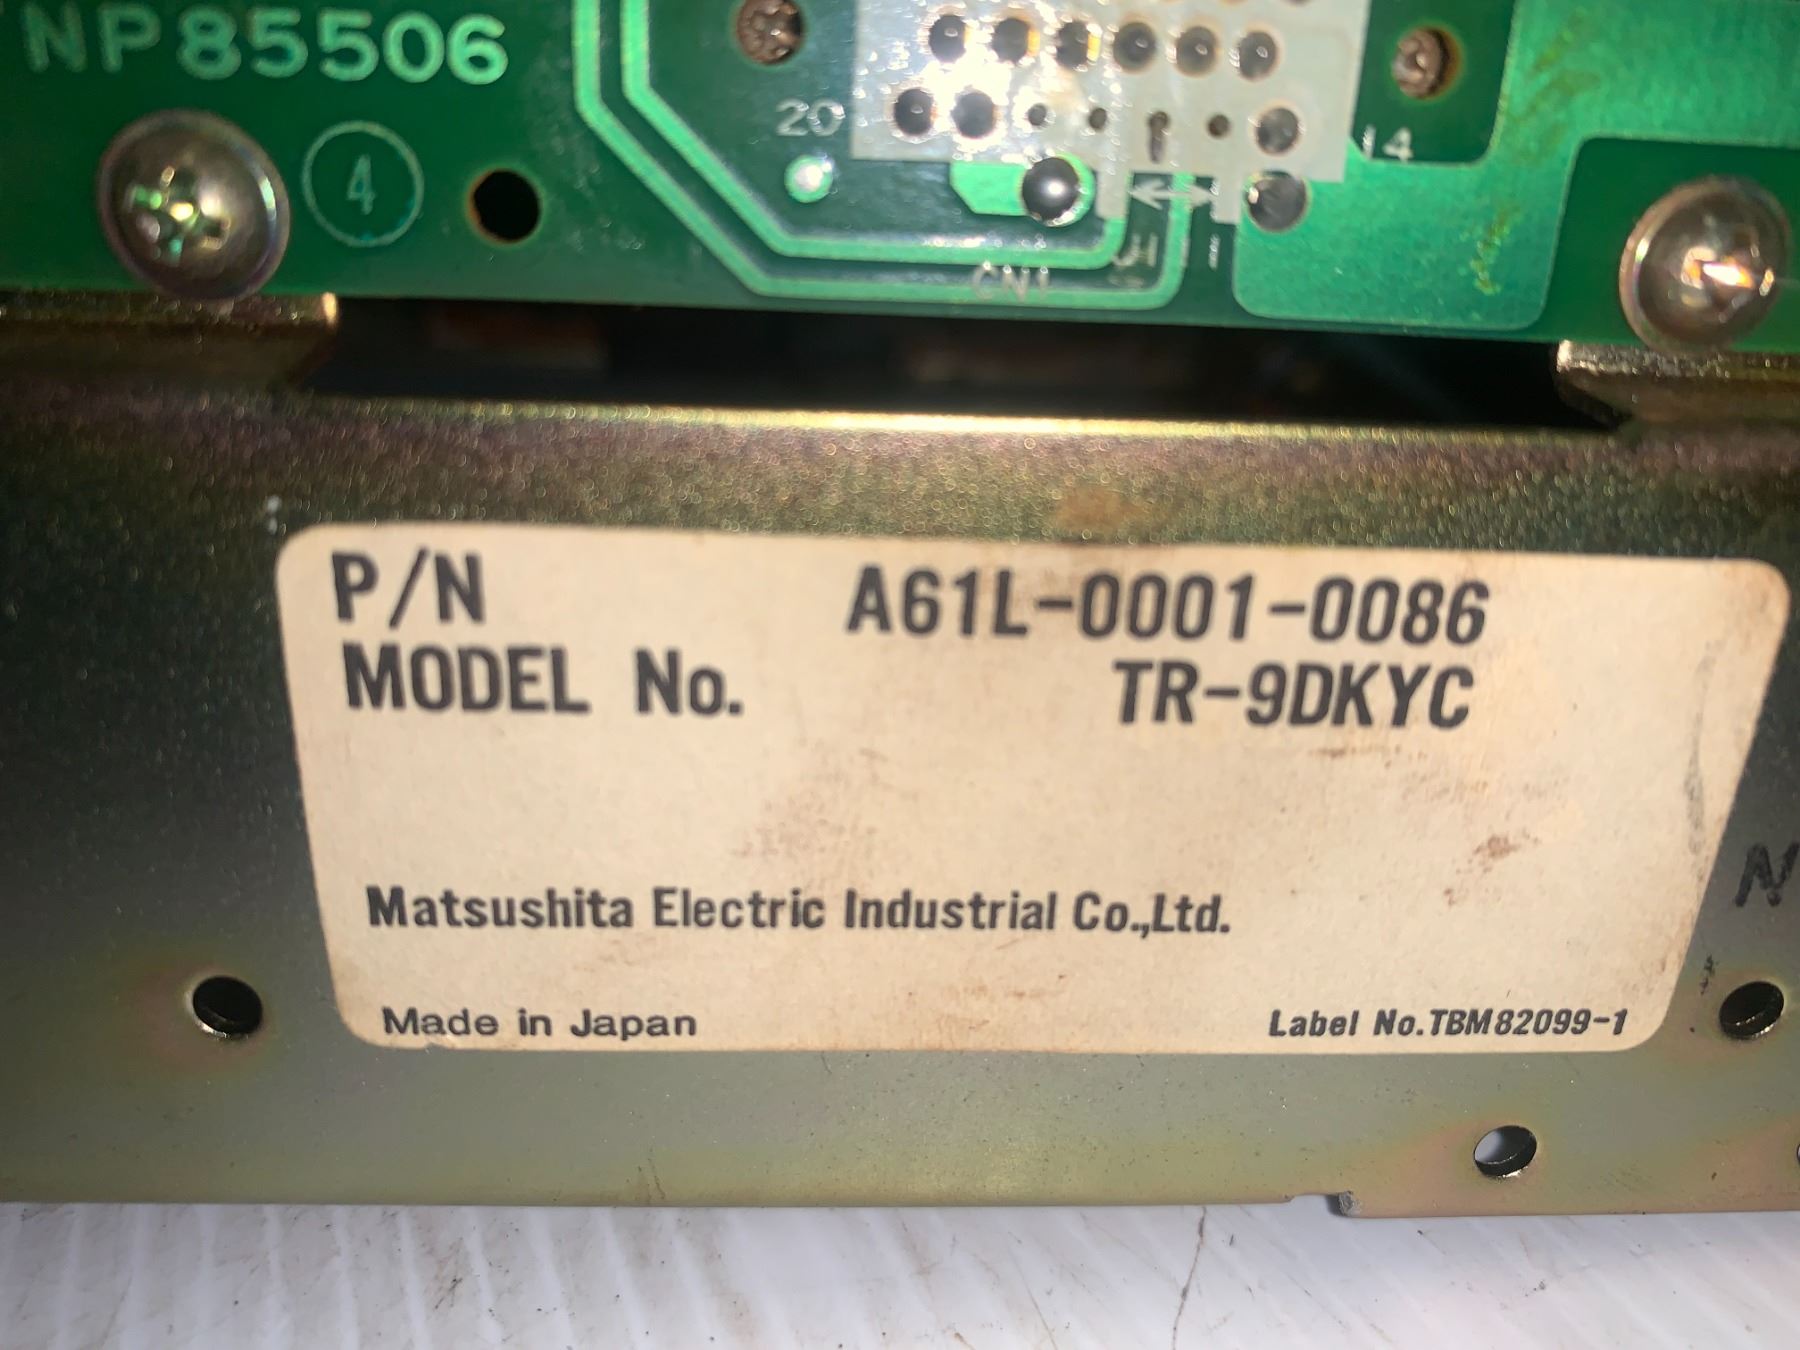 NP85506
4
20
14
CN1
P/N A61L-0001-0086
MODEL No. TR-9DKYC
Matsushita Electric Industrial Co.,Ltd.
Made in Japan Label No.TBM82099-1